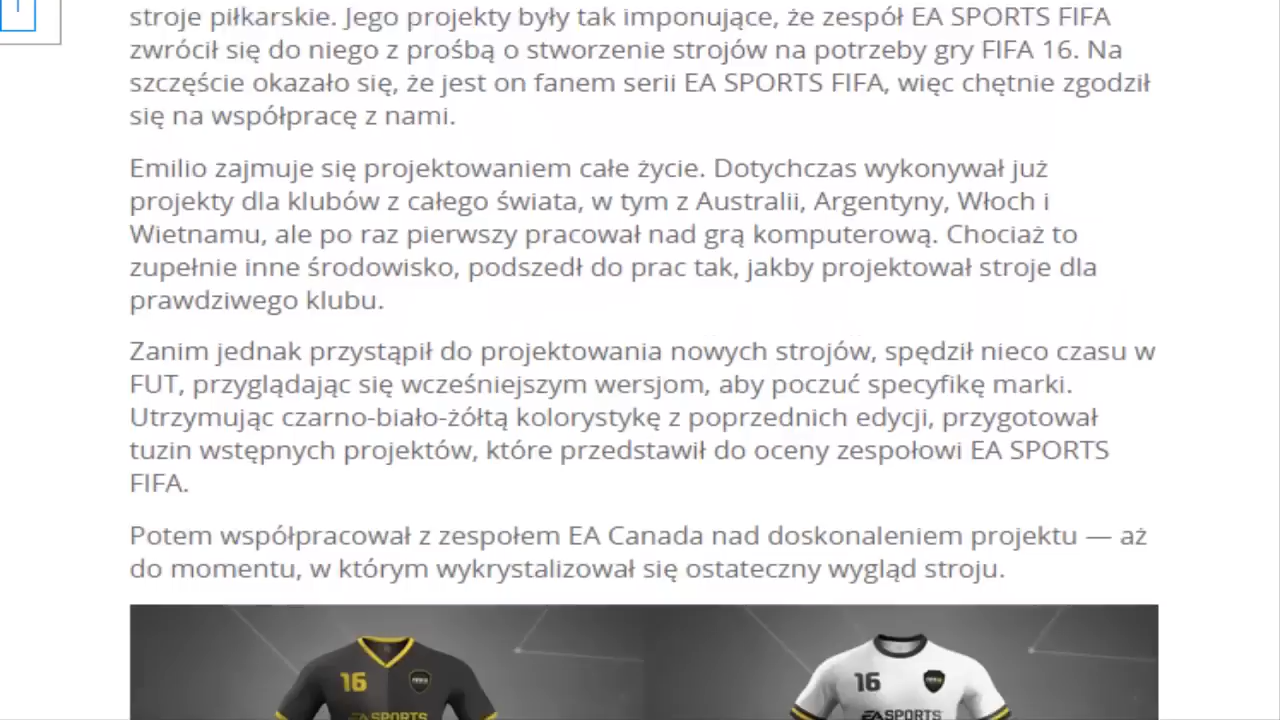 stroje piłkarskie. Jego projekty były tak imponujące, że zespół EA SPORTS FIFA
zwrócił się do niego z prośbą o stworzenie strojów na potrzeby gry FIFA 16. Na
szczęście okazało się, że jest on fanem serii EA SPORTS FIFA, więc chętnie zgodził
się na współpracę z nami.
Emilio zajmuje się projektowaniem całe życie. Dotychczas wykonywał już
projekty dla klubów z całego świata, w tym z Australii, Argentyny, Włoch i
Wietnamu, ale po raz pierwszy pracował nad grą komputerową. Chociaż to
zupełnie inne środowisko, podszedł do prac tak, jakby projektował stroje dla
prawdziwego klubu.
Zanim jednak przystąpił do projektowania nowych strojów, spędził nieco czasu w
FUT, przyglądając się wcześniejszym wersjom, aby poczuć specyfikę marki.
Utrzymując czarno-biało-żółtą kolorystykę z poprzednich edycji, przygotował
tuzin wstępnych projektów, które przedstawił do oceny zespołowi EA SPORTS
FIFA.
Potem współpracował z zespołem EA Canada nad doskonaleniem projektu — aż
do momentu, w którym wykrystalizował się ostateczny wygląd stroju.
16
EA SPORTS
16
EA SPORTS